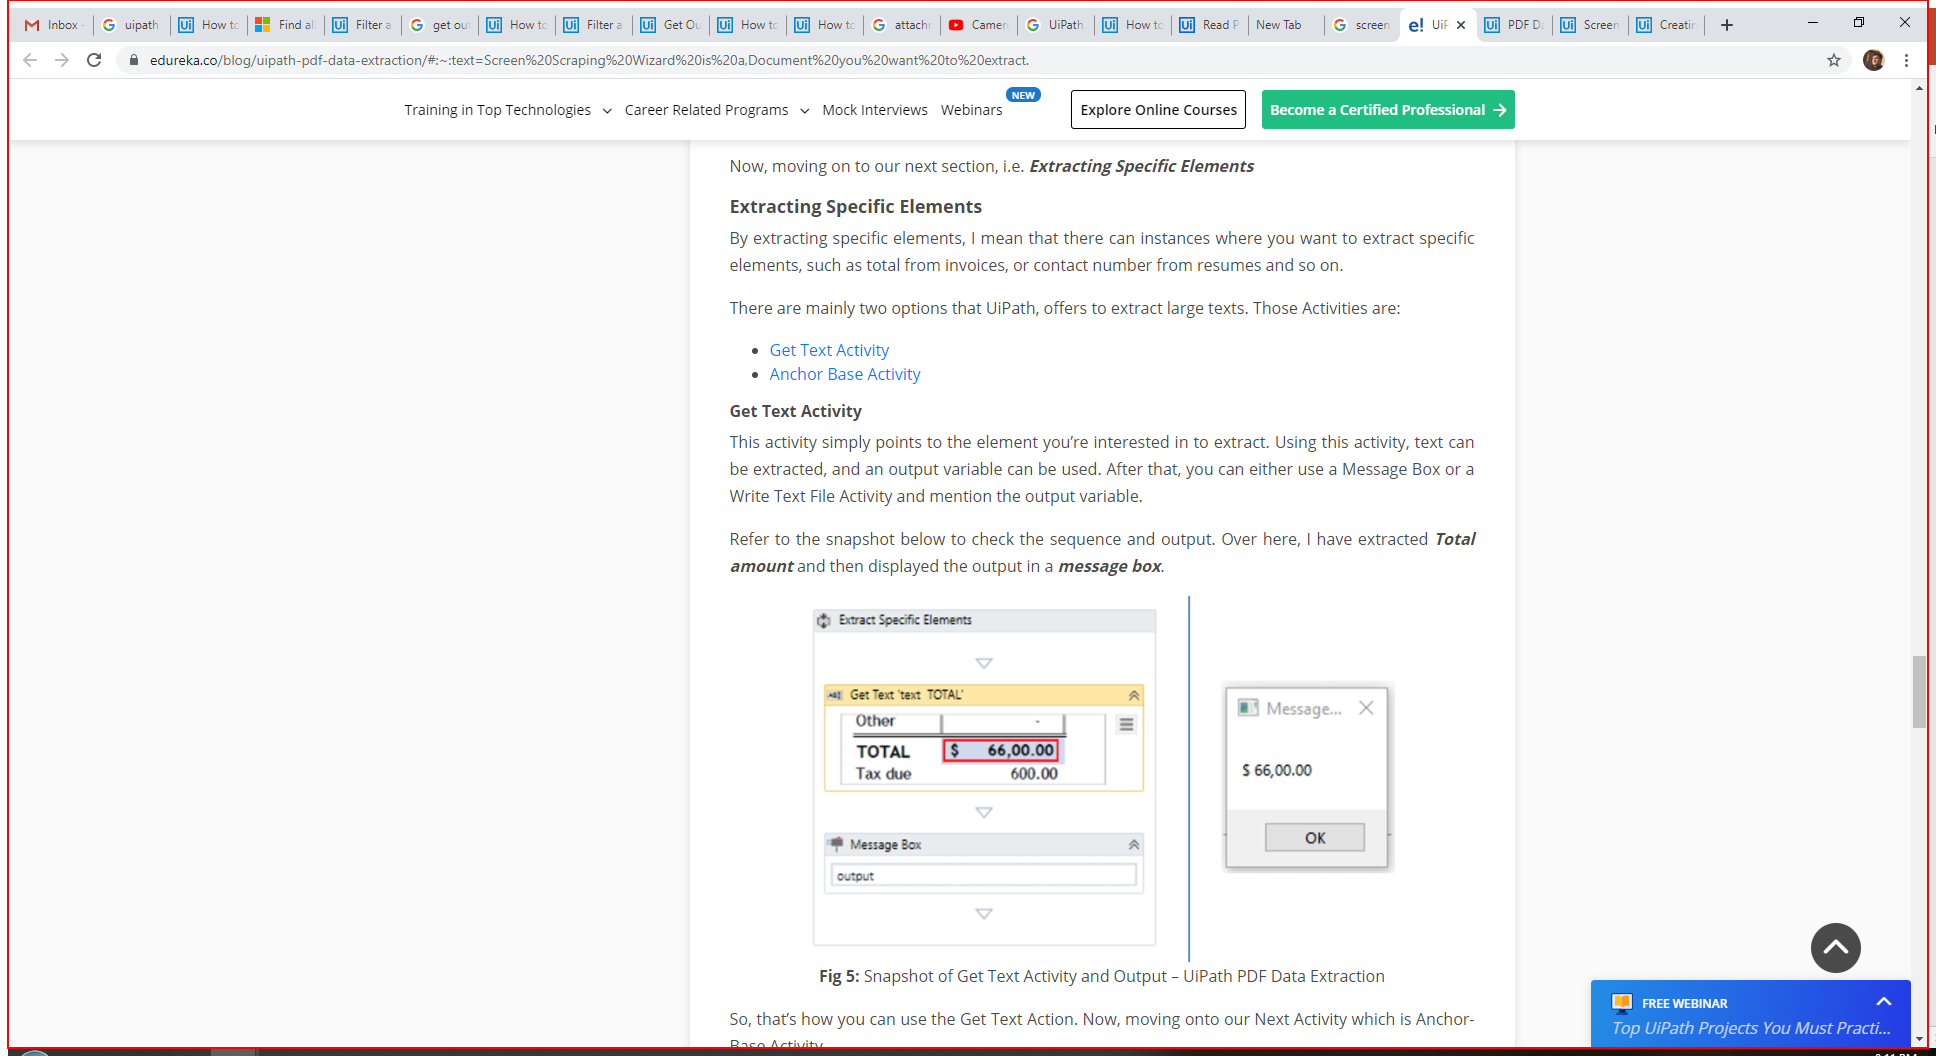 Inbox -
uipath
How to
Find all
Filter a
get out
How to
Filter a
Get Ou
How to
How to
attachm
Camer
UiPath
How to
Read P
New Tab
screen
UiF
PDF Da
Screen
Creatin
edureka.co/blog/uipath-pdf-data-extraction/#:~:text=Screen%20Scraping%20Wizard%20is%20a,Document%20you%20want%20to%20extract.
Training in Top Technologies
Career Related Programs
Mock Interviews
Webinars
NEW
Explore Online Courses
Become a Certified Professional →
Now, moving on to our next section, i.e. Extracting Specific Elements
Extracting Specific Elements
By extracting specific elements, I mean that there can instances where you want to extract specific
elements, such as total from invoices, or contact number from resumes and so on.
There are mainly two options that UiPath, offers to extract large texts. Those Activities are:
• Get Text Activity
• Anchor Base Activity
Get Text Activity
This activity simply points to the element you’re interested in to extract. Using this activity, text can
be extracted, and an output variable can be used. After that, you can either use a Message Box or a
Write Text File Activity and mention the output variable.
Refer to the snapshot below to check the sequence and output. Over here, I have extracted Total
amount and then displayed the output in a message box.
Extract Specific Elements
Get Text 'text TOTAL'
Other -
TOTAL $ 66,00.00
Tax due 600.00
Message Box
output
Message...
$ 66,00.00
OK
Fig 5: Snapshot of Get Text Activity and Output – UiPath PDF Data Extraction
So, that’s how you can use the Get Text Action. Now, moving onto our Next Activity which is Anchor-
Base Activity
FREE WEBINAR
Top UiPath Projects You Must Practi...